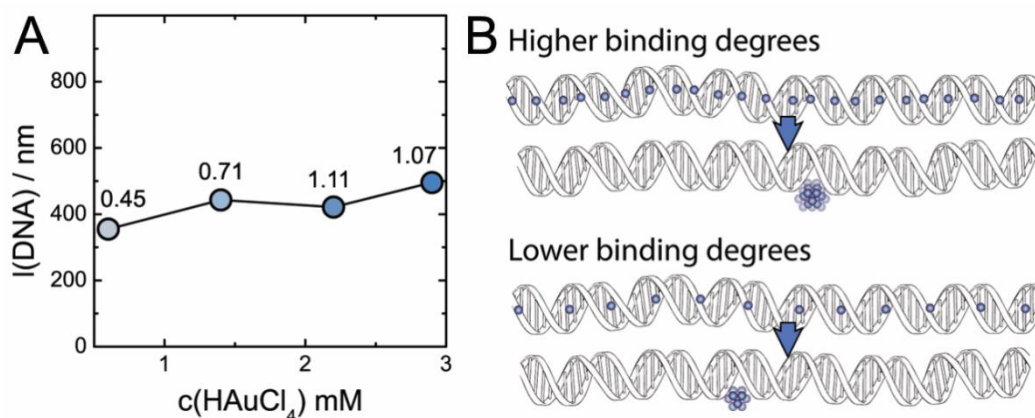 A
l(DNA) / nm
800
600
400
200
0
0.45
0.71
1.11
1.07
1
2
3
c(HAuCl₄) mM
B
Higher binding degrees
Lower binding degrees